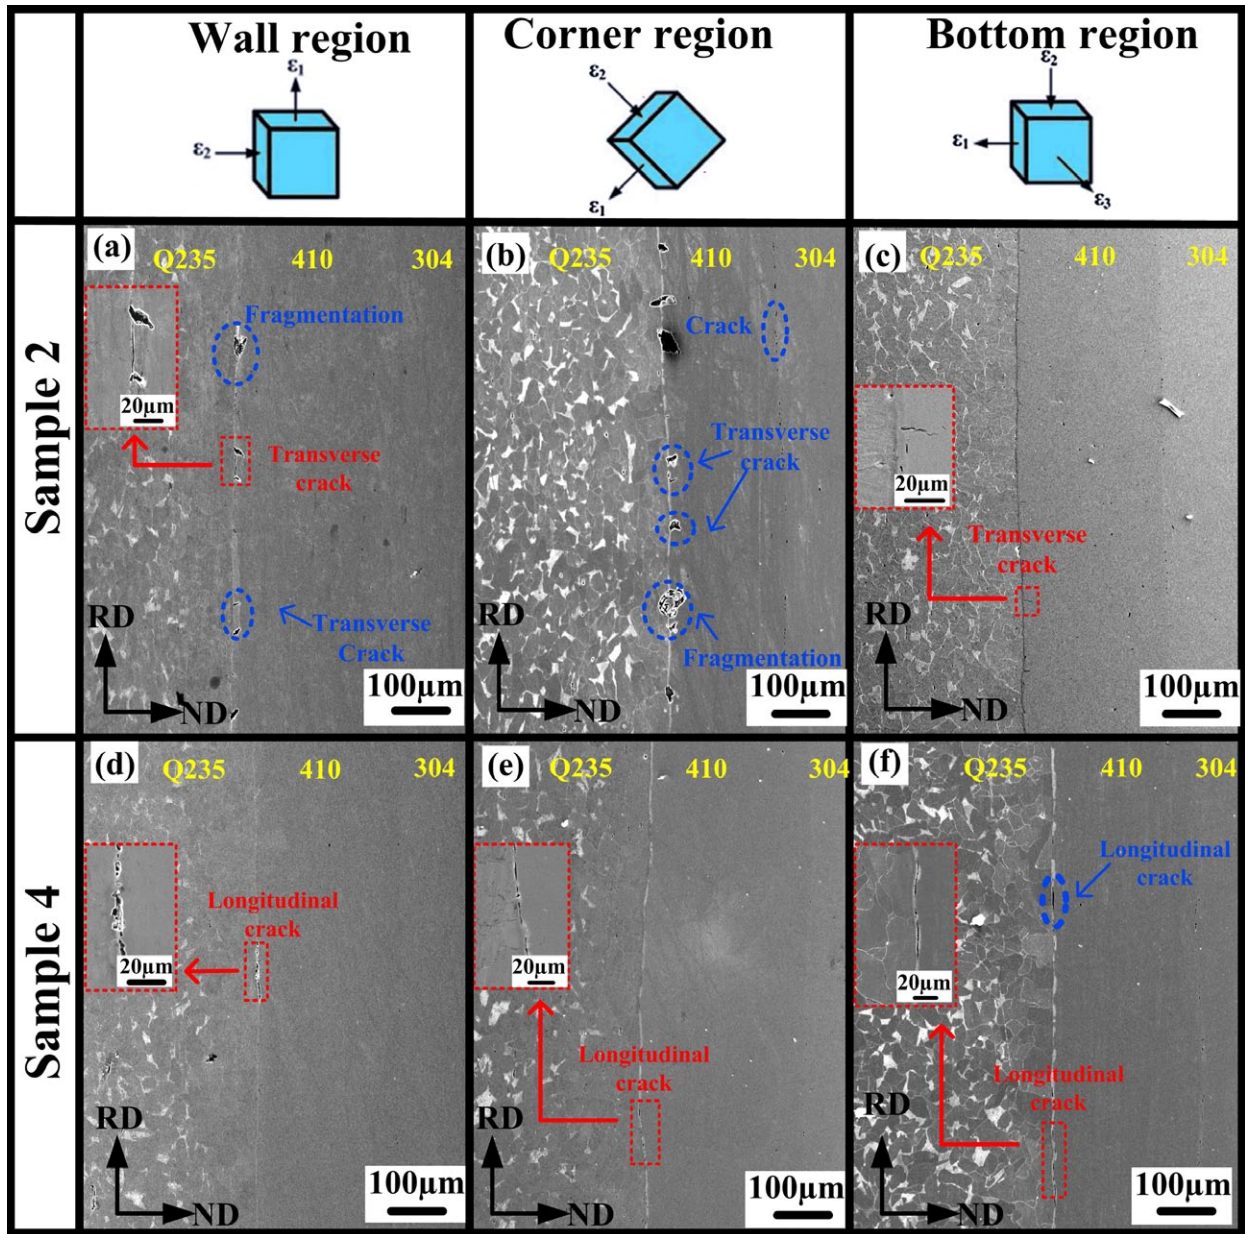 Wall region
Corner region
Bottom region
ε1
ε2
ε2
ε1
ε2
ε1
ε3
Sample 2
(a)
Q235 410 304
Fragmentation
20μm
Transverse
crack
Transverse
Crack
RD
ND
100μm
(b)
410 304
Crack
Transverse
crack
Fragmentation
RD
ND
100μm
(c)
Q235 410 304
20μm
Transverse
crack
RD
ND
100μm
Sample 4
(d)
Q235 410 304
Longitudinal
crack
20μm
RD
ND
100μm
(e)
410 304
20μm
Longitudinal
crack
RD
ND
100μm
(f)
Q235 410 304
Longitudinal
crack
20μm
Longitudinal
crack
RD
ND
100μm